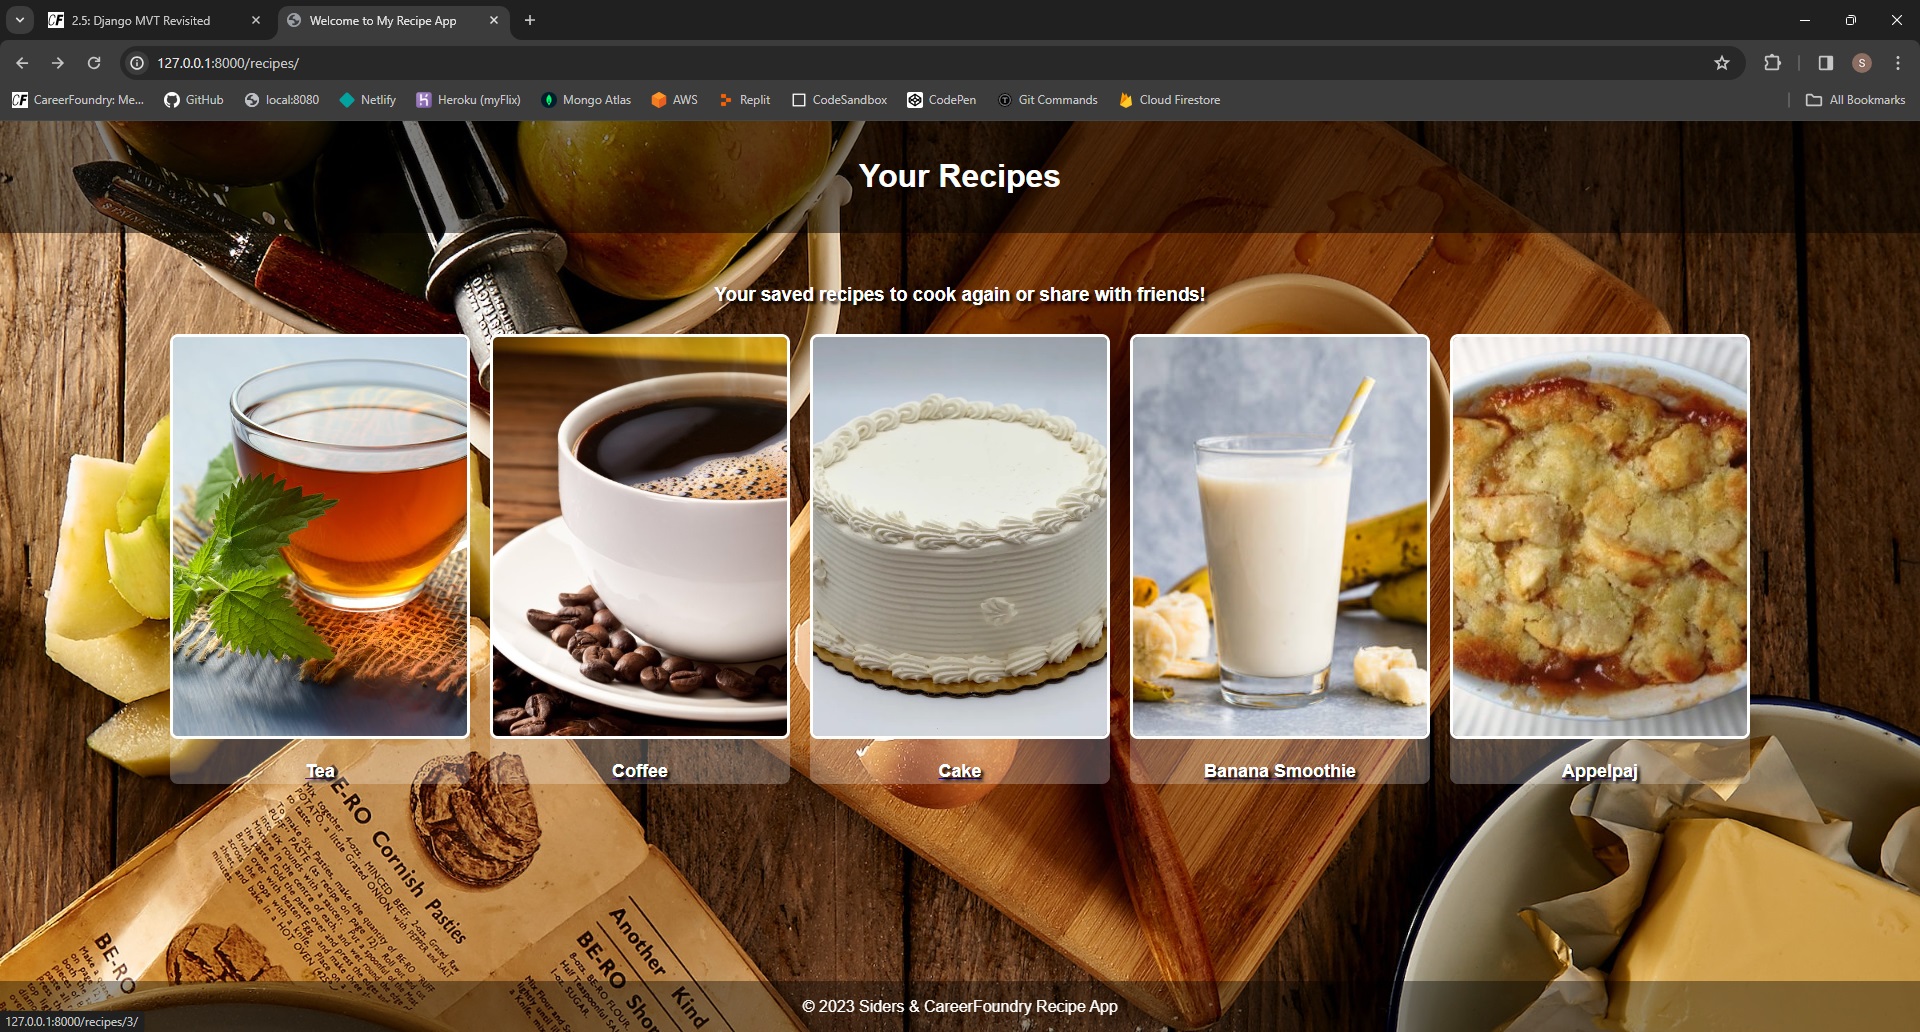 2.5: Django MVT Revisited
Welcome to My Recipe App
127.0.0.1:8000/recipes/
CareerFoundry: Me...
GitHub
local:8080
Netlify
Heroku (myFlix)
Mongo Atlas
AWS
Replit
CodeSandbox
CodePen
Git Commands
Cloud Firestore
All Bookmarks
Your Recipes
Your saved recipes to cook again or share with friends!
Tea
Coffee
Cake
Banana Smoothie
Appelpaj
BE-RO Cornish Pasties
Another Kind
BE-RO
© 2023 Siders & CareerFoundry Recipe App
127.0.0.1:8000/recipes/3/